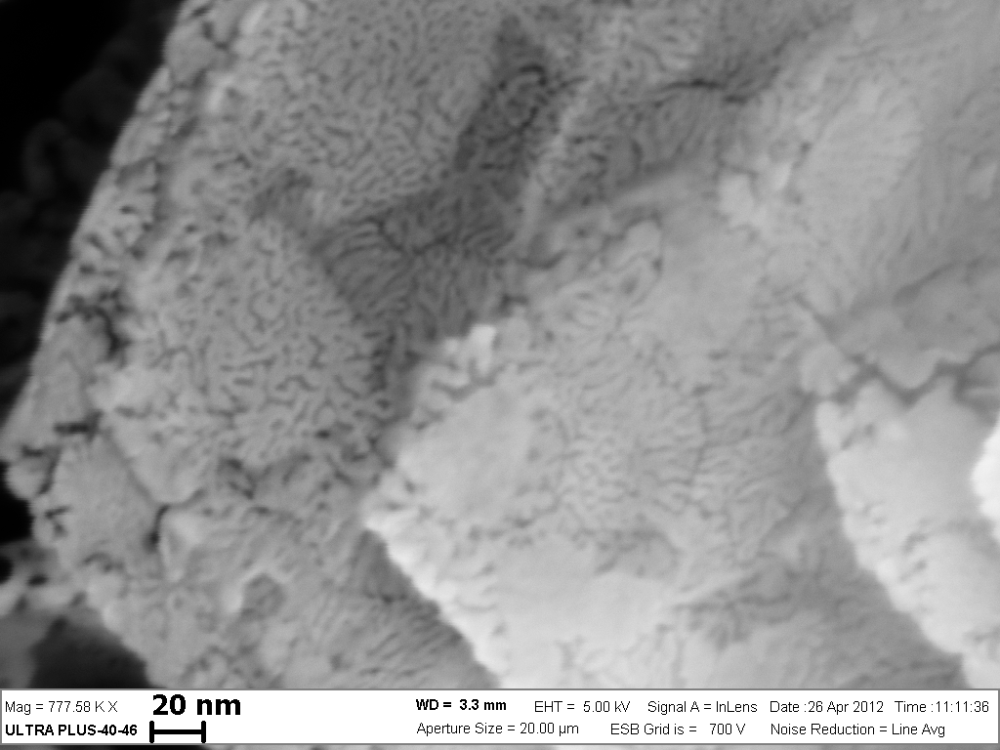 Mag = 777.58 K X 20 nm WD = 3.3 mm EHT = 5.00 kV Signal A = InLens Date :26 Apr 2012 Time :11:11:36
ULTRA PLUS-40-46 Aperture Size = 20.00 µm ESB Grid is = 700 V Noise Reduction = Line Avg